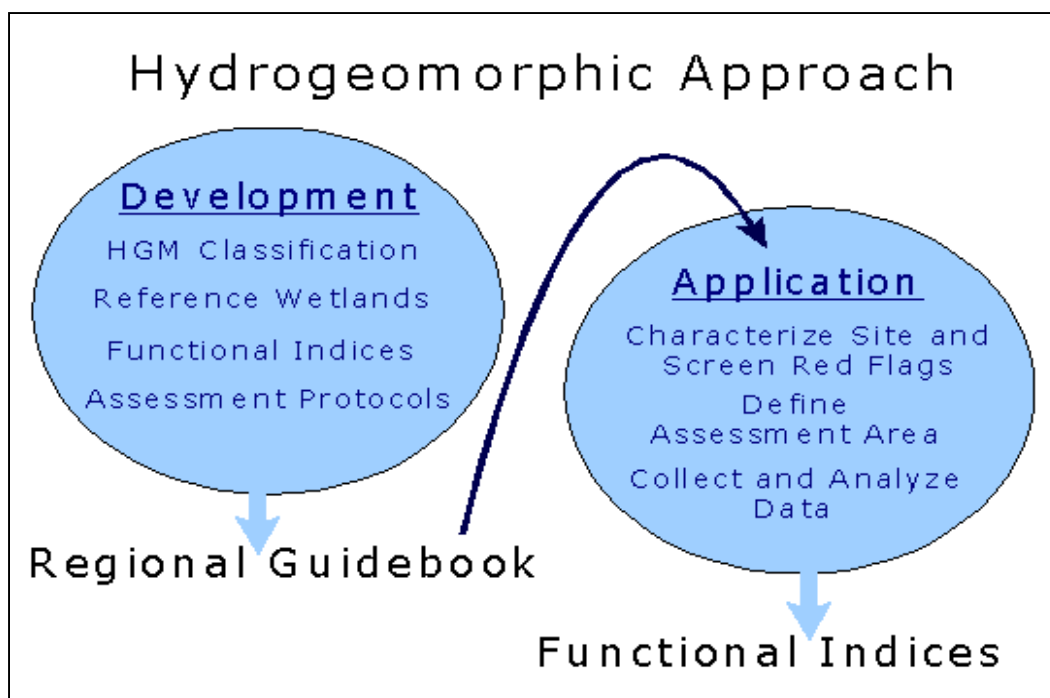 Hydrogeomorphic Approach
Development
HGM Classification
Reference Wetlands
Functional Indices
Assessment Protocols
Regional Guidebook
Application
Characterize Site and
Screen Red Flags
Define
Assessment Area
Collect and Analyze
Data
Functional Indices